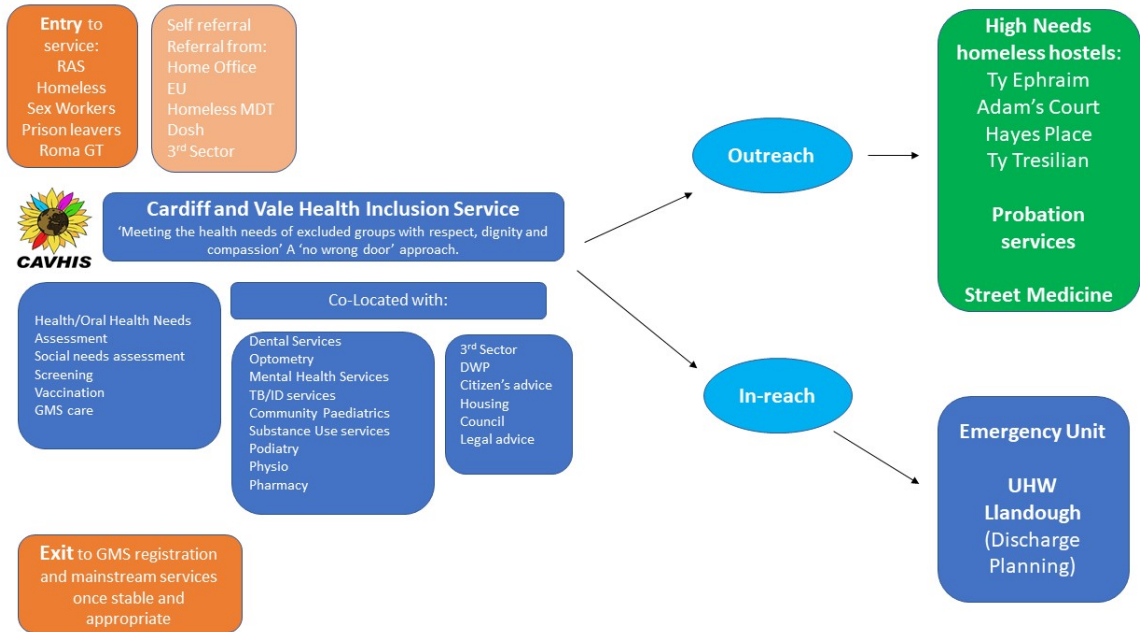 Entry to
service:
RAS
Homeless
Sex Workers
Prison leavers
Roma GT
Self referral
Referral from:
Home Office
EU
Homeless MDT
Dosh
3rd Sector
CAVHIS
Cardiff and Vale Health Inclusion Service
‘Meeting the health needs of excluded groups with respect, dignity and
compassion’ A ‘no wrong door’ approach.
Health/Oral Health Needs
Assessment
Social needs assessment
Screening
Vaccination
GMS care
Co-Located with:
Dental Services
Optometry
Mental Health Services
TB/ID services
Community Paediatrics
Substance Use services
Podiatry
Physio
Pharmacy
3rd Sector
DWP
Citizen’s advice
Housing
Council
Legal advice
Exit to GMS registration
and mainstream services
once stable and
appropriate
Outreach
High Needs
homeless hostels:
Ty Ephraim
Adam’s Court
Hayes Place
Ty Tresilian
Probation
services
Street Medicine
In-reach
Emergency Unit
UHW
Llandough
(Discharge
Planning)